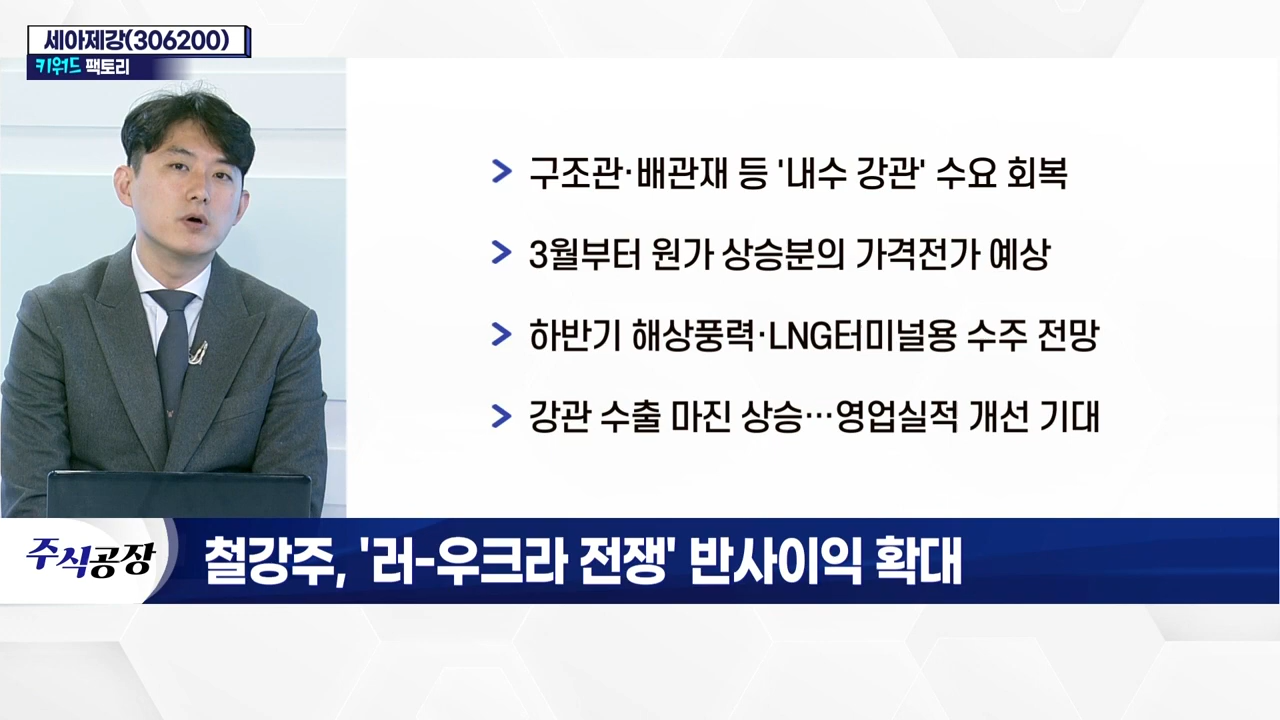 세아제강(306200)
키워드 팩토리
> 구조관·배관재 등 '내수 강관' 수요 회복
> 3월부터 원가 상승분의 가격전가 예상
> 하반기 해상풍력·LNG터미널용 수주 전망
> 강관 수출 마진 상승…영업실적 개선 기대
주식공장
철강주, '러-우크라 전쟁' 반사이익 확대